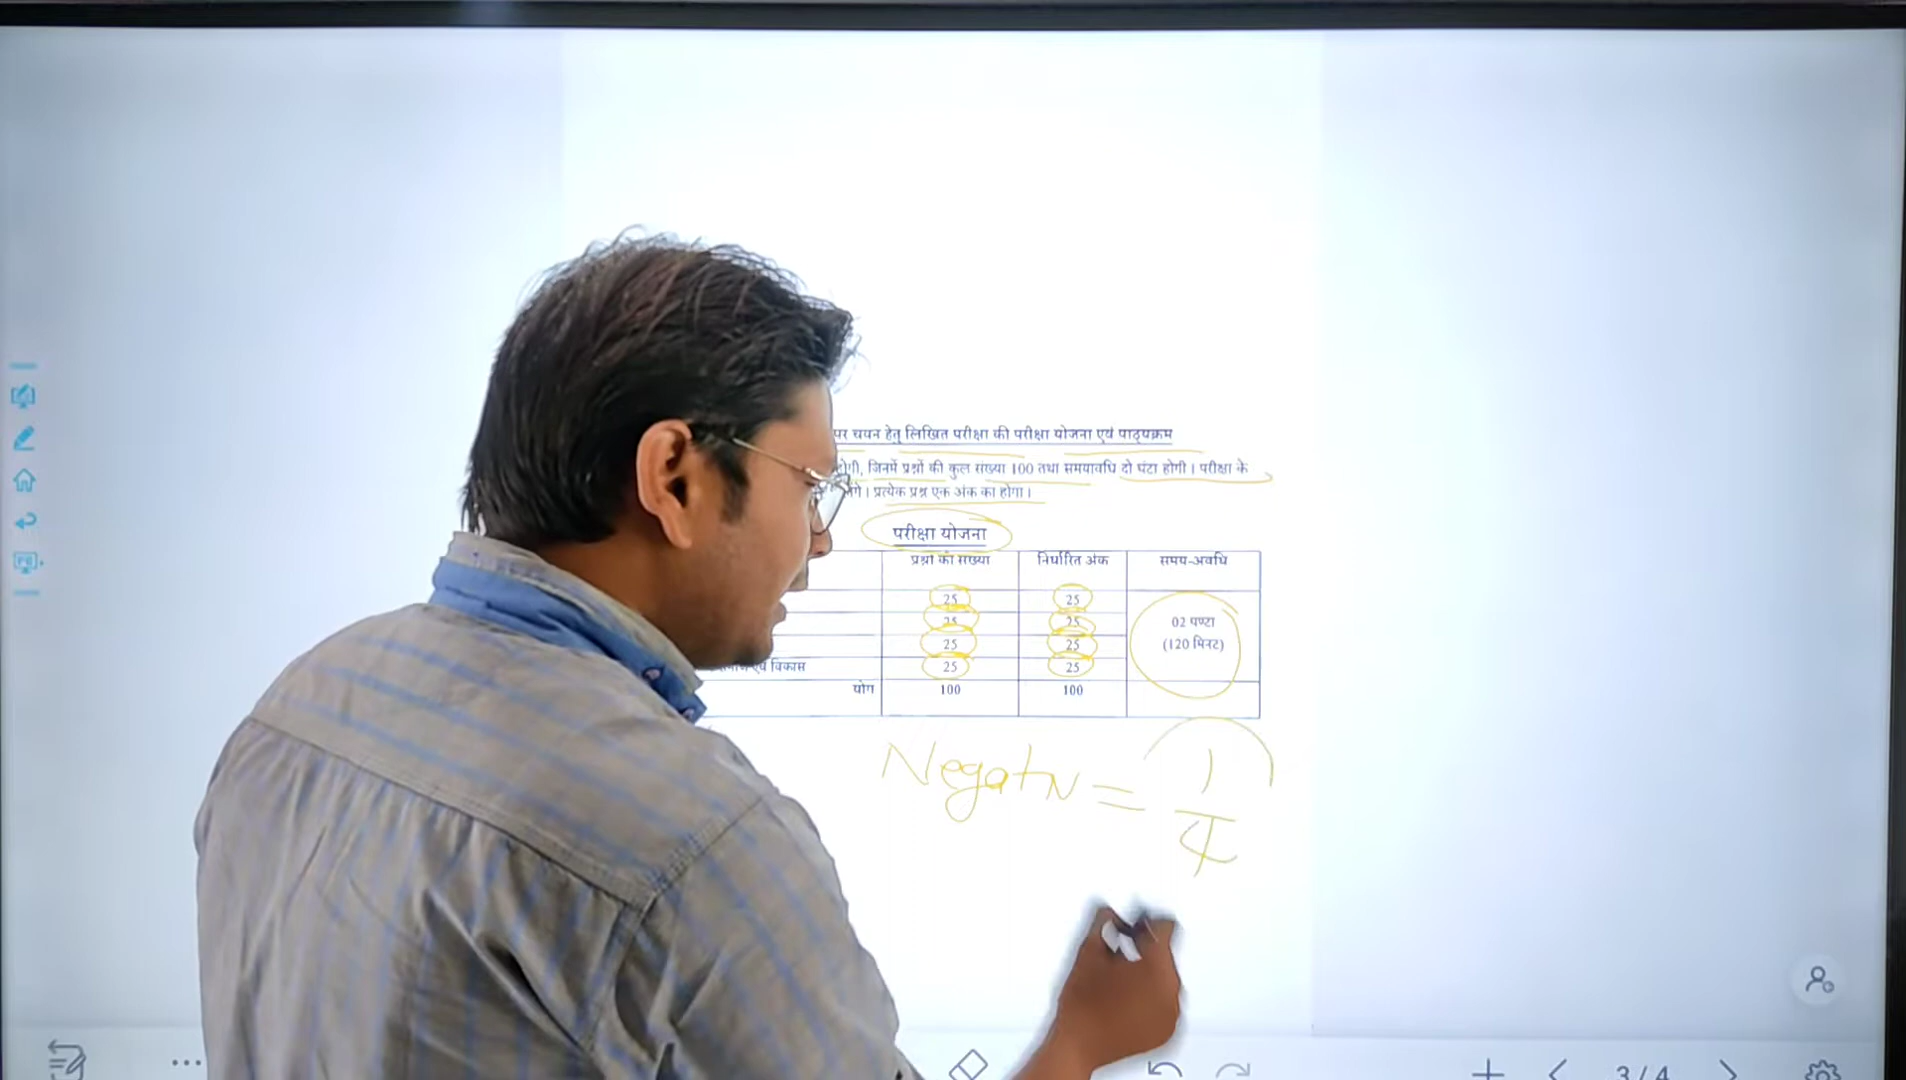 पर चयन हेतु लिखित परीक्षा की परीक्षा योजना एवं पाठ्यक्रम
होगी, जिनमें प्रश्नों की कुल संख्या 100 तथा समयावधि दो घंटा होगी। परीक्षा के
प्रत्येक प्रश्न एक अंक का होगा।
परीक्षा योजना
प्रश्नों की संख्या निर्धारित अंक समय-अवधि
25 25
25 25 02 घण्टा
25 25 (120 मिनट)
एवं विकास 25 25
योग 100 100
Negatv = 1/4
3/4